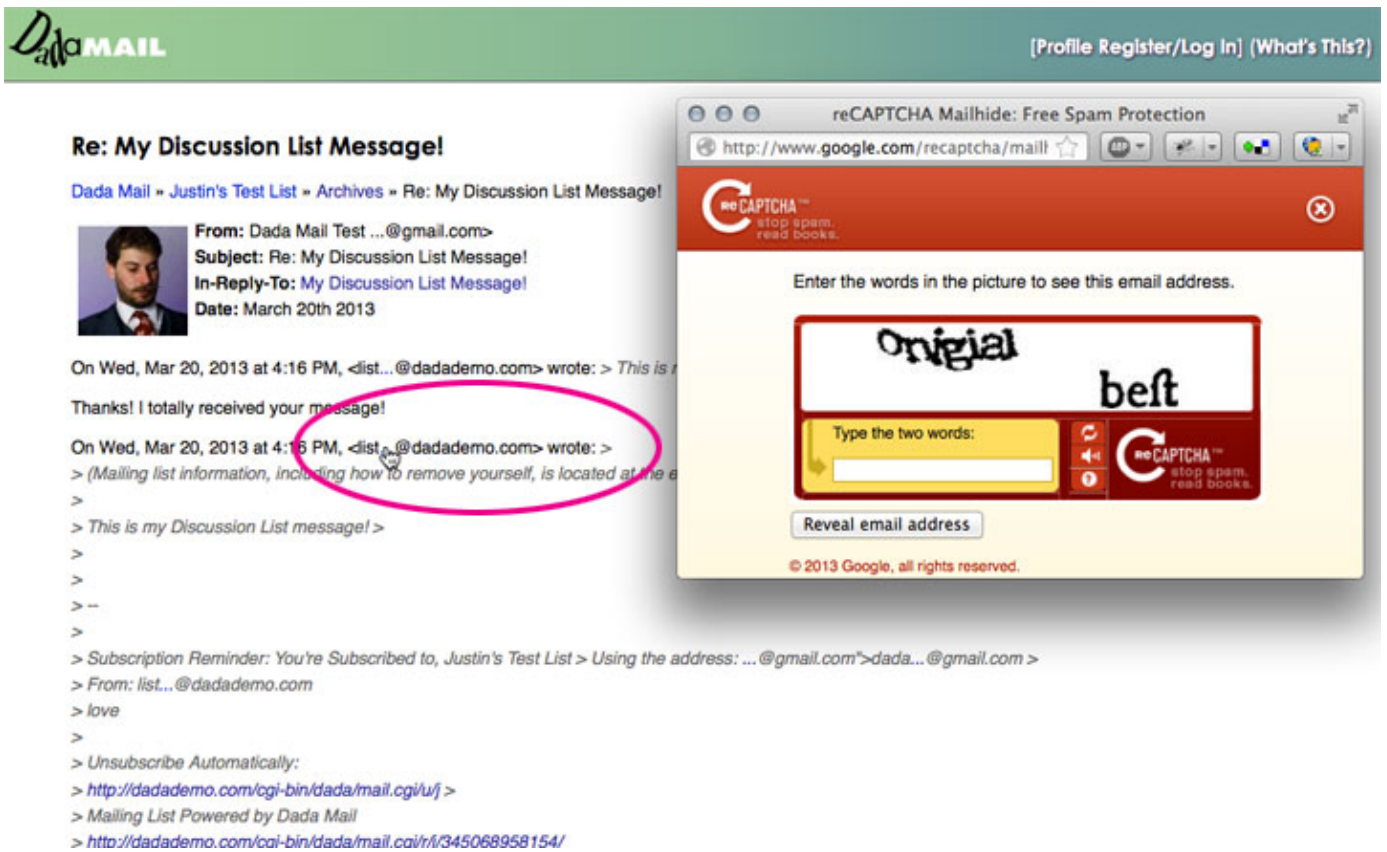 DadaMAIL
[Profile Register/Log In] (What's This?)
Re: My Discussion List Message!
Dada Mail » Justin's Test List » Archives » Re: My Discussion List Message!
From: Dada Mail Test ...@gmail.com>
Subject: Re: My Discussion List Message!
In-Reply-To: My Discussion List Message!
Date: March 20th 2013
On Wed, Mar 20, 2013 at 4:16 PM, <list...@dadademo.com> wrote: > This is
Thanks! I totally received your message!
On Wed, Mar 20, 2013 at 4:16 PM, <list...@dadademo.com> wrote: >
> (Mailing list information, including how to remove yourself, is located at the
>
> This is my Discussion List message! >
>
>
> --
>
> Subscription Reminder: You're Subscribed to, Justin's Test List > Using the address: ...@gmail.com">dada...@gmail.com >
> From: list...@dadademo.com
> love
>
> Unsubscribe Automatically:
> http://dadademo.com/cgi-bin/dada/mail.cgi/u/j >
> Mailing List Powered by Dada Mail
> http://dadademo.com/cgi-bin/dada/mail.cgi/r/j/345068958154/
reCAPTCHA Mailhide: Free Spam Protection
http://www.google.com/recaptcha/mailh
ABP
reCAPTCHA™
stop spam.
read books.
Enter the words in the picture to see this email address.
beſt
Type the two words:
reCAPTCHA™
stop spam.
read books.
Reveal email address
© 2013 Google, all rights reserved.